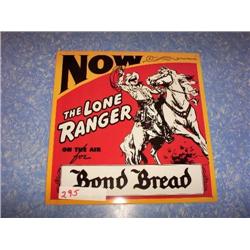 NOW
THE LONE
RANGER
ON THE AIR
for
Bond Bread
295